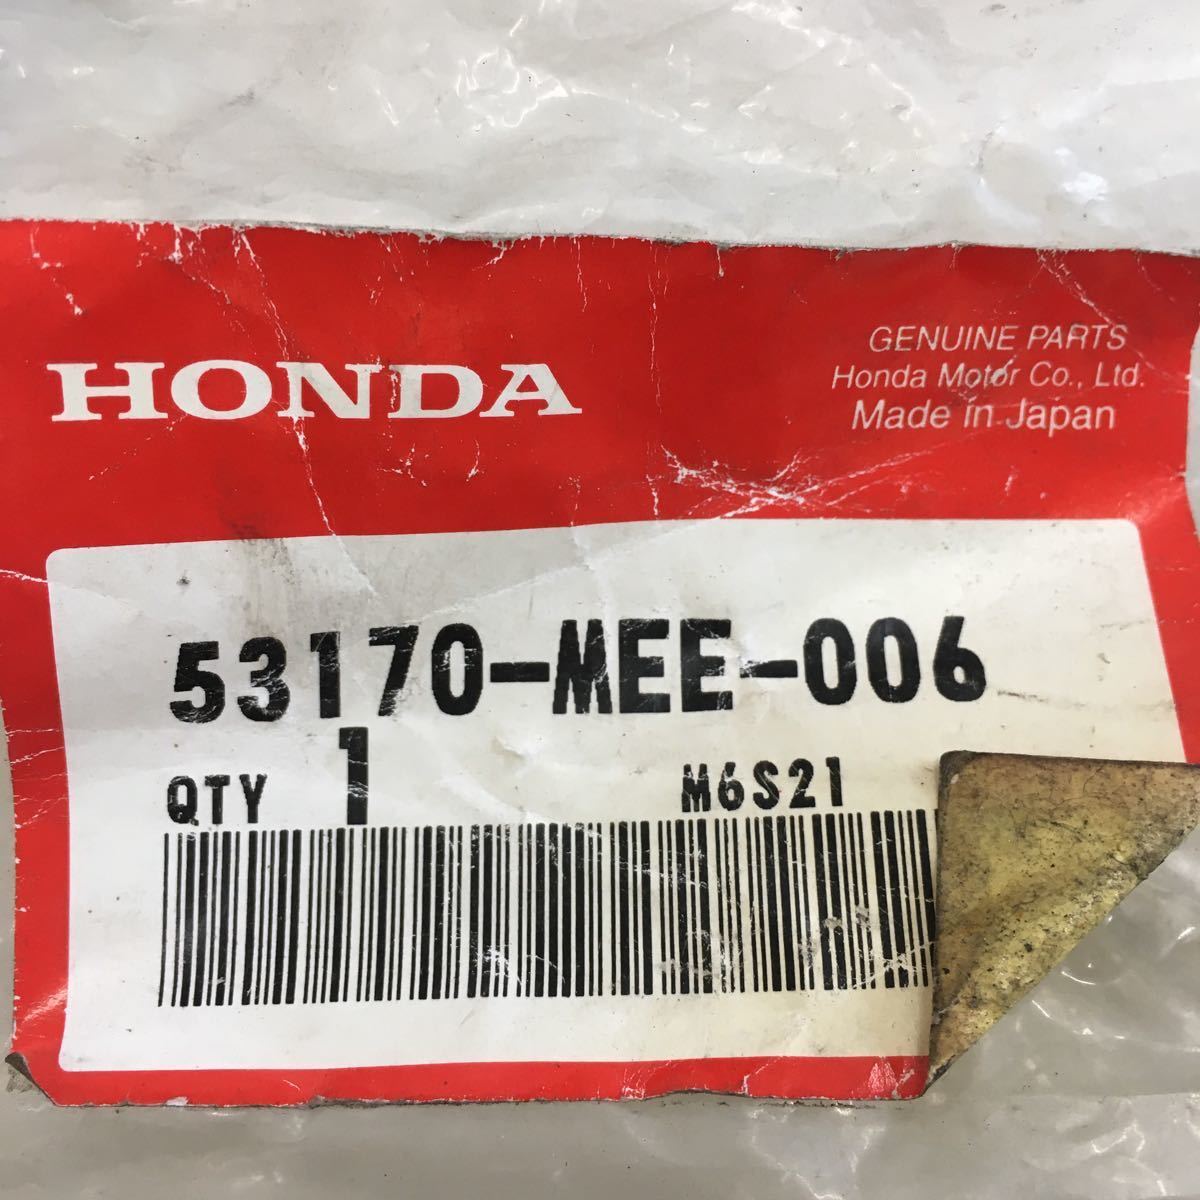 HONDA
GENUINE PARTS
Honda Motor Co., Ltd.
Made in Japan
53170-MEE-006
QTY 1 M6S21